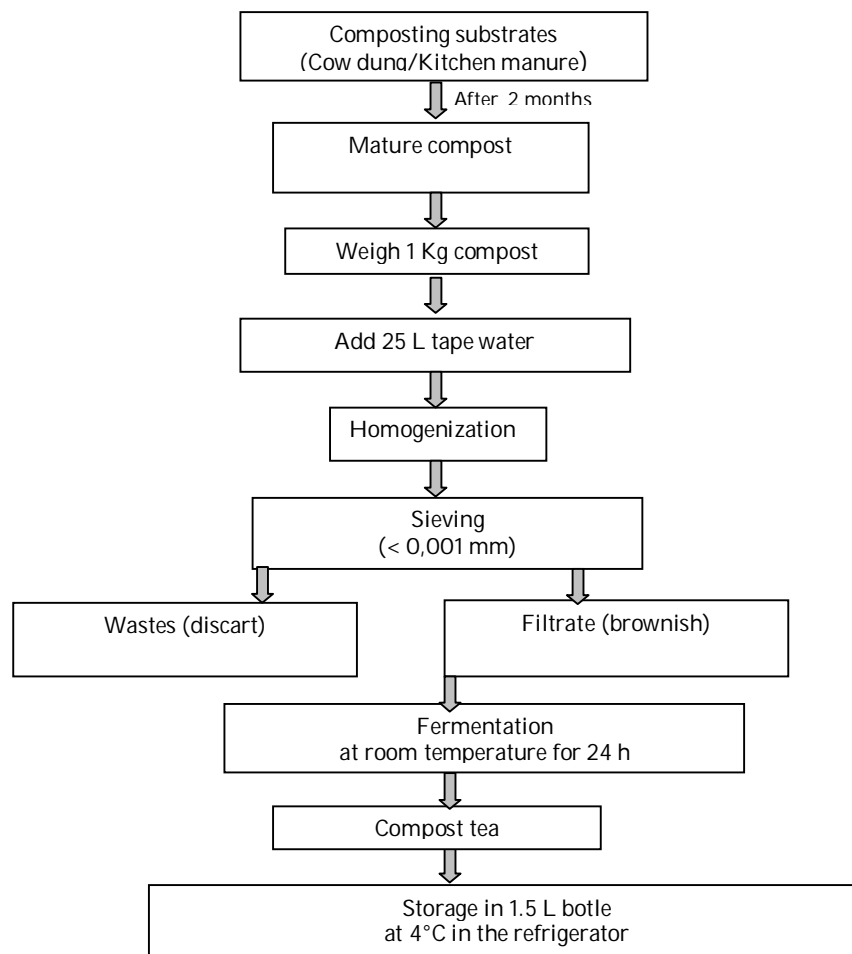 Composting substrates
(Cow dung/Kitchen manure)
After 2 months
Mature compost
Weigh 1 Kg compost
Add 25 L tape water
Homogenization
Sieving
(< 0,001 mm)
Wastes (discart)
Filtrate (brownish)
Fermentation
at room temperature for 24 h
Compost tea
Storage in 1.5 L botle
at 4°C in the refrigerator